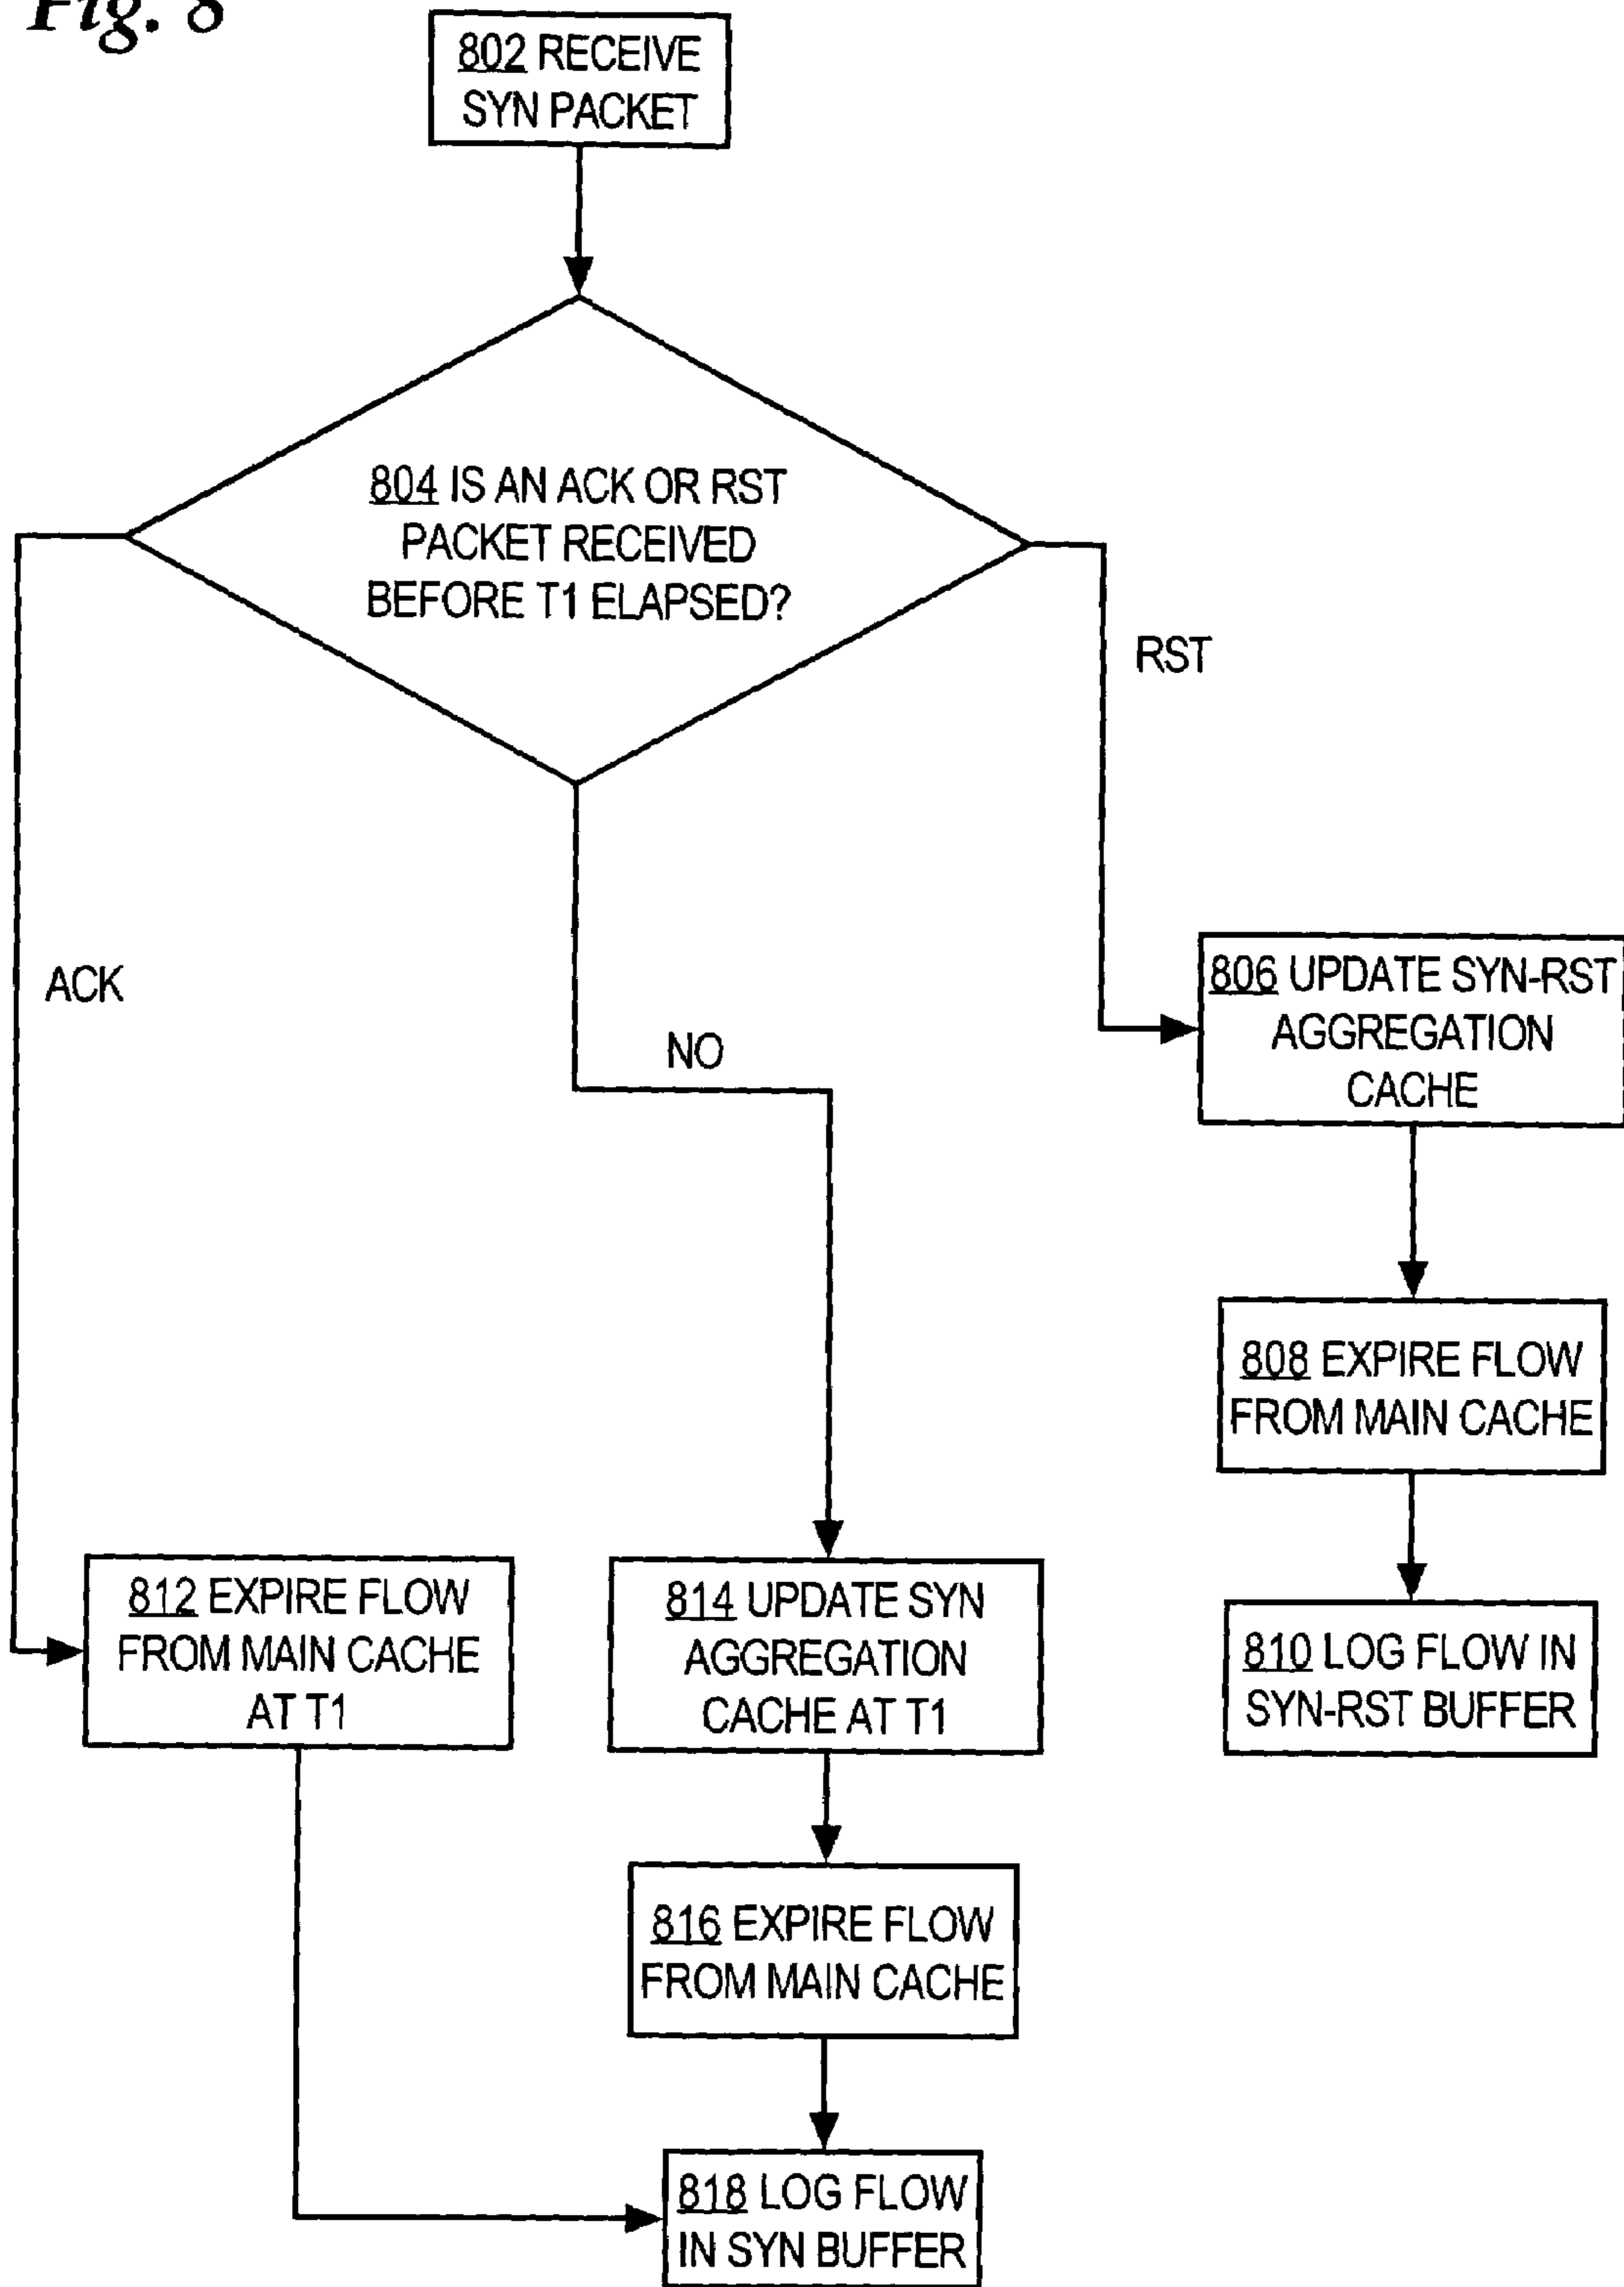 Fig. 8
802 RECEIVE
SYN PACKET
804 IS AN ACK OR RST
PACKET RECEIVED
BEFORE T1 ELAPSED?
RST
ACK
NO
806 UPDATE SYN-RST
AGGREGATION
CACHE
808 EXPIRE FLOW
FROM MAIN CACHE
810 LOG FLOW IN
SYN-RST BUFFER
812 EXPIRE FLOW
FROM MAIN CACHE
AT T1
814 UPDATE SYN
AGGREGATION
CACHE AT T1
816 EXPIRE FLOW
FROM MAIN CACHE
818 LOG FLOW
IN SYN BUFFER